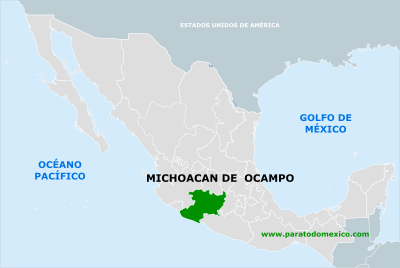 ESTADOS UNIDOS DE AMÉRICA
GOLFO DE
MÉXICO
OCÉANO
PACÍFICO
MICHOACAN DE OCAMPO
www.paratodomexico.com